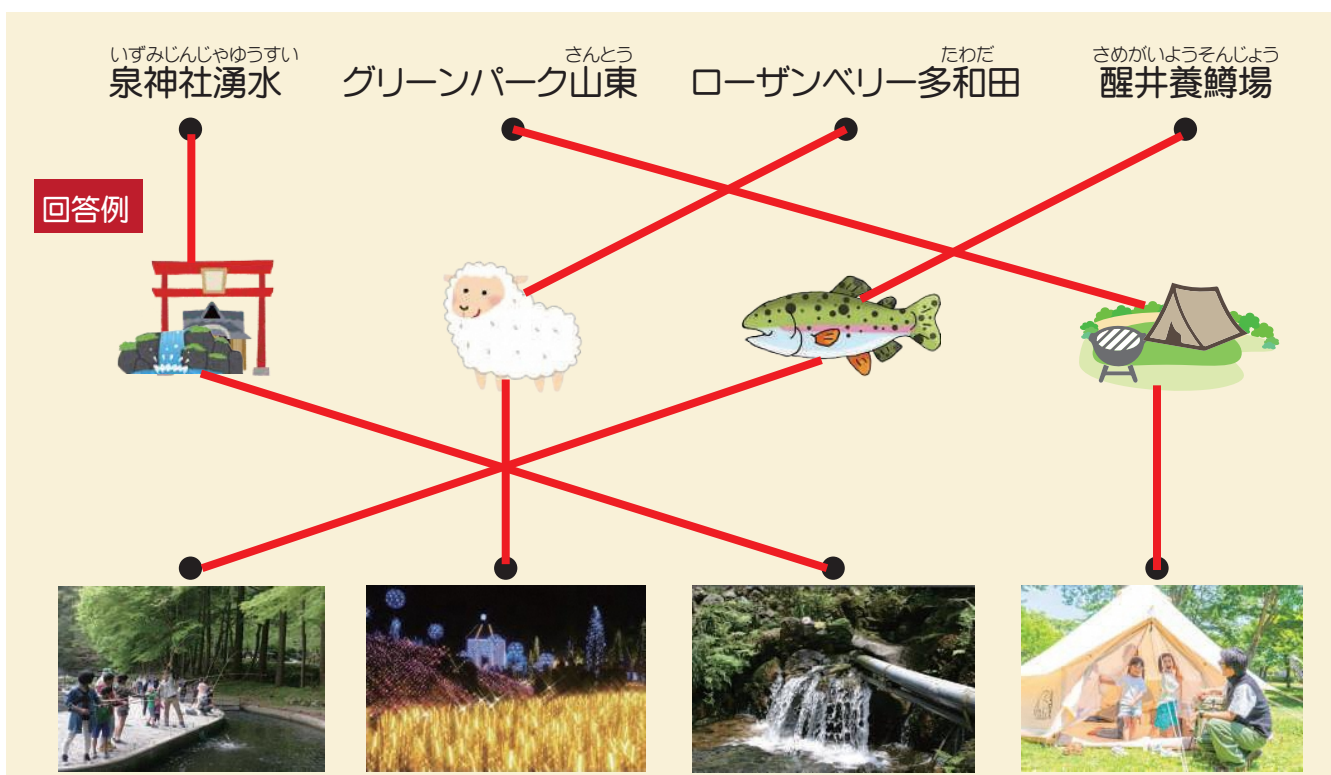 いずみじんじゃゆうすい
泉神社湧水
さんとう
グリーンパーク山東
たわだ
ローザンベリー多和田
さめがいようそんじょう
醒井養鱒場
回答例